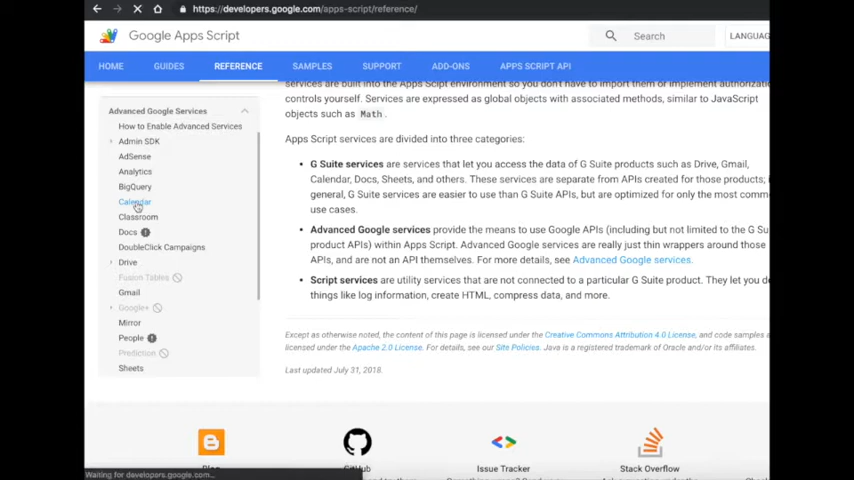 https://developers.google.com/apps-script/reference/
Google Apps Script
Search
LANGUAG
HOME
GUIDES
REFERENCE
SAMPLES
SUPPORT
ADD-ONS
APPS SCRIPT API
Advanced Google Services
How to Enable Advanced Services
Admin SDK
AdSense
Analytics
BigQuery
Calendar
Classroom
Docs
DoubleClick Campaigns
Drive
Fusion Tables
Gmail
Google+
Mirror
People
Prediction
Sheets
services are built into the Apps Script environment so you don't have to import them or implement authorizatio
controls yourself. Services are expressed as global objects with associated methods, similar to JavaScript
objects such as Math.
Apps Script services are divided into three categories:
• G Suite services are services that let you access the data of G Suite products such as Drive, Gmail,
Calendar, Docs, Sheets, and others. These services are separate from APIs created for those products; i
general, G Suite services are easier to use than G Suite APIs, but are optimized for only the most comm
use cases.
• Advanced Google services provide the means to use Google APIs (including but not limited to the G
product APIs) within Apps Script. Advanced Google services are really just thin wrappers around those
APIs, and are not an API themselves. For more details, see Advanced Google services.
• Script services are utility services that are not connected to a particular G Suite product. They let you d
things like log information, create HTML, compress data, and more.
Except as otherwise noted, the content of this page is licensed under the Creative Commons Attribution 4.0 License, and code samples a
licensed under the Apache 2.0 License. For details, see our Site Policies. Java is a registered trademark of Oracle and/or its affiliates.
Last updated July 31, 2018.
Blog
GitHub
Issue Tracker
Stack Overflow
Waiting for developers.google.com...